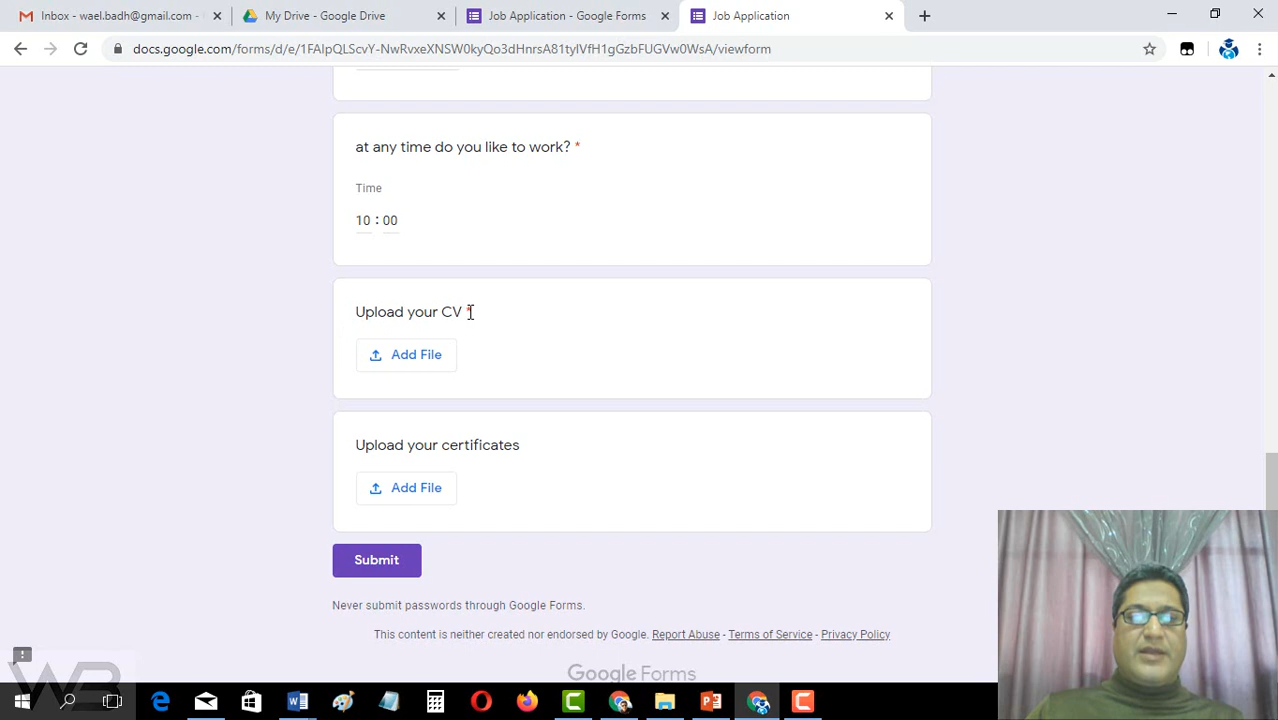 Inbox - wael.badh@gmail.com -
My Drive - Google Drive
Job Application - Google Forms
Job Application
docs.google.com/forms/d/e/1FAIpQLScvY-NwRvxeXNSW0kyQo3dHsrsA81tylVfH1gGzbFUGVw0WsA/viewform
at any time do you like to work? *
Time
10 : 00
Upload your CV *
Add File
Upload your certificates
Add File
Submit
Never submit passwords through Google Forms.
This content is neither created nor endorsed by Google. Report Abuse - Terms of Service - Privacy Policy
Google Forms
WB